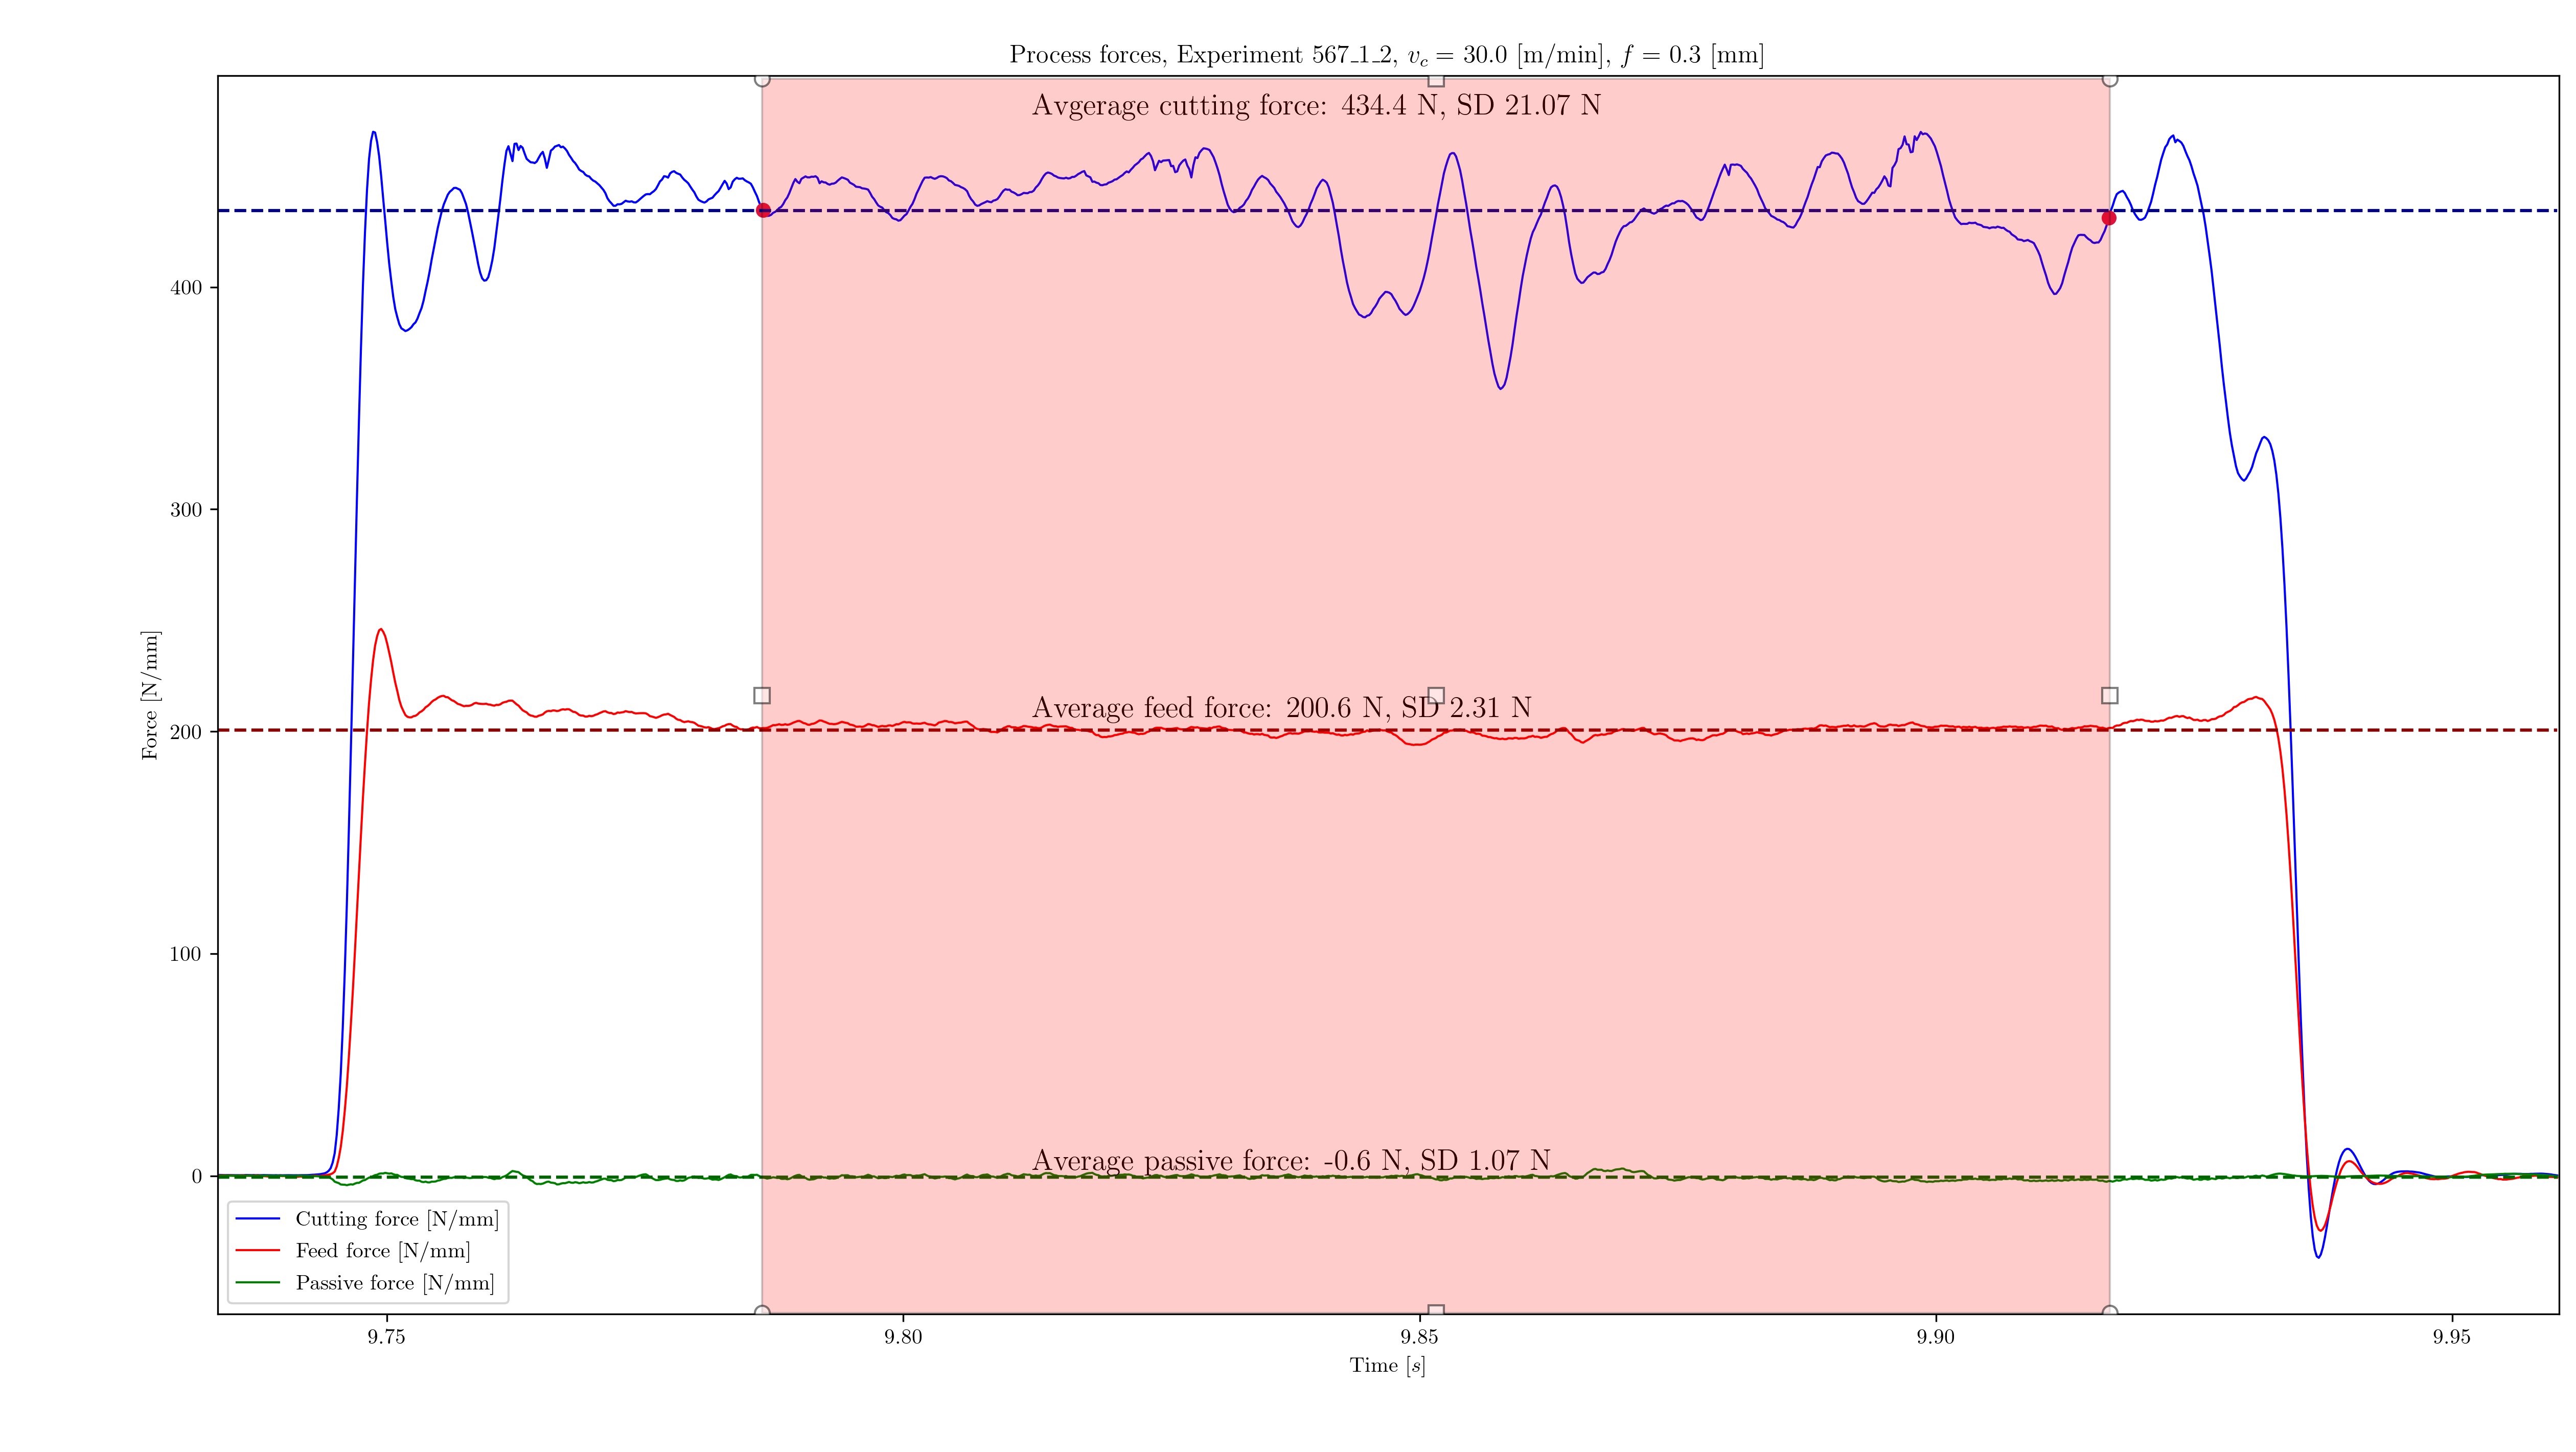 Process forces, Experiment 567_1_2, v_c = 30.0 [m/min], f = 0.3 [mm]
Avgerage cutting force: 434.4 N, SD 21.07 N
400
300
Force [N/mm]
Average feed force: 200.6 N, SD 2.31 N
200
100
Average passive force: -0.6 N, SD 1.07 N
0
Cutting force [N/mm]
Feed force [N/mm]
Passive force [N/mm]
9.75 9.80 9.85 9.90 9.95
Time [s]